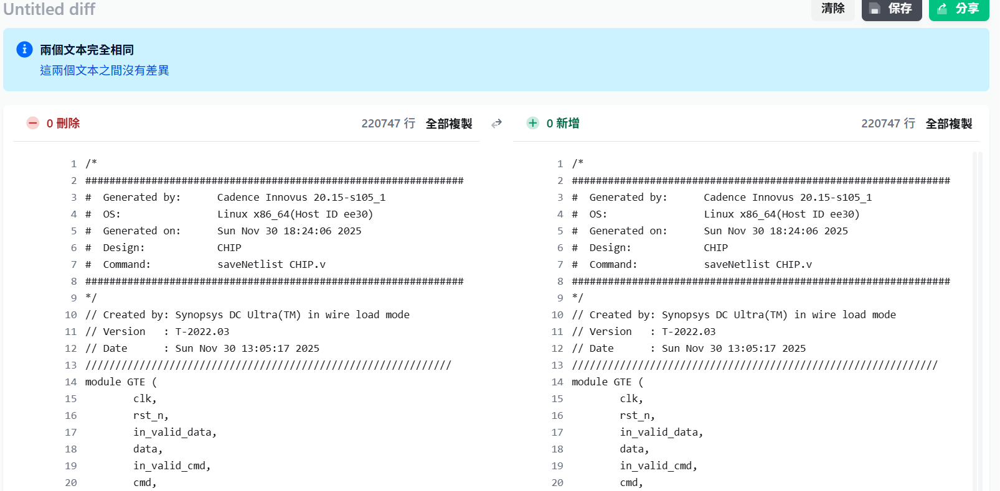 Untitled diff
清除
保存
分享
兩個文本完全相同
這兩個文本之間沒有差異
0 刪除
220747 行 全部複製
0 新增
220747 行 全部複製
1 /*
2 ###############################################################
3 #  Generated by:      Cadence Innovus 20.15-s105_1
4 #  OS:                Linux x86_64(Host ID ee30)
5 #  Generated on:      Sun Nov 30 18:24:06 2025
6 #  Design:            CHIP
7 #  Command:           saveNetlist CHIP.v
8 ###############################################################
9 */
10 // Created by: Synopsys DC Ultra(TM) in wire load mode
11 // Version   : T-2022.03
12 // Date      : Sun Nov 30 13:05:17 2025
13 /////////////////////////////////////////////////////////////
14 module GTE (
15         clk,
16         rst_n,
17         in_valid_data,
18         data,
19         in_valid_cmd,
20         cmd,
1 /*
2 ###############################################################
3 #  Generated by:      Cadence Innovus 20.15-s105_1
4 #  OS:                Linux x86_64(Host ID ee30)
5 #  Generated on:      Sun Nov 30 18:24:06 2025
6 #  Design:            CHIP
7 #  Command:           saveNetlist CHIP.v
8 ###############################################################
9 */
10 // Created by: Synopsys DC Ultra(TM) in wire load mode
11 // Version   : T-2022.03
12 // Date      : Sun Nov 30 13:05:17 2025
13 /////////////////////////////////////////////////////////////
14 module GTE (
15         clk,
16         rst_n,
17         in_valid_data,
18         data,
19         in_valid_cmd,
20         cmd,